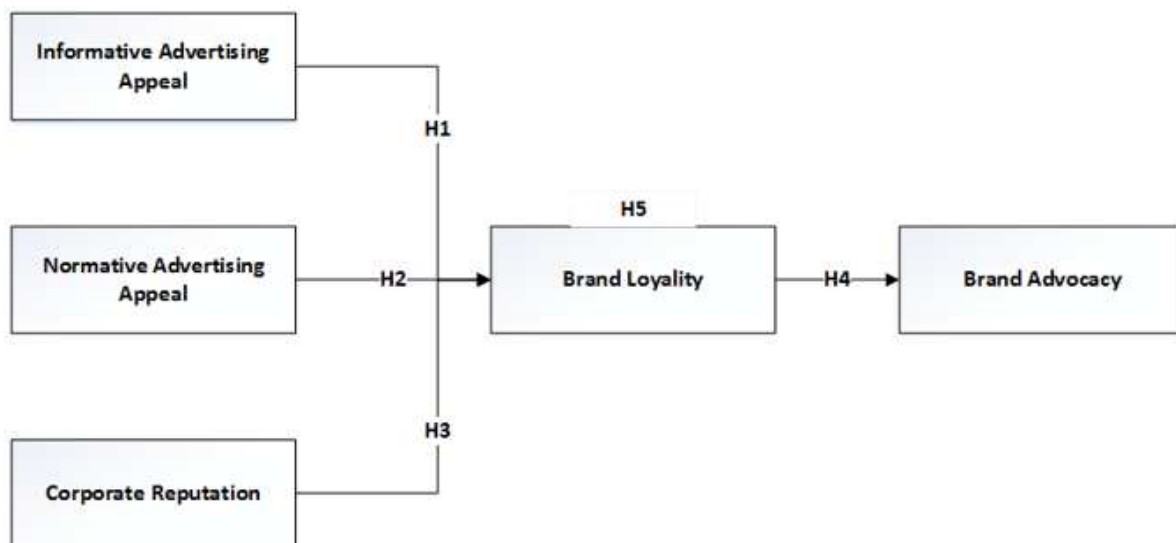 Informative Advertising
Appeal
H1
H5
Normative Advertising
Appeal
H2
Brand Loyality
H4
Brand Advocacy
H3
Corporate Reputation